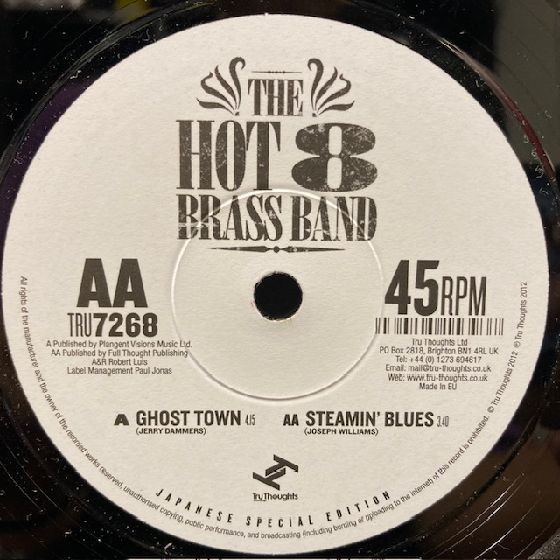 THE
HOT 8
BRASS BAND
AA
TRU7268
A Published by Plangent Visions Music Ltd.
AA Published by Full Thought Publishing
A&R Robert Luis
Label Management Paul Jonas
45RPM
Tru Thoughts Ltd
PO Box 2818, Brighton BN1 4RL UK
Tel: +44 (0) 1273 694617
Email: mail@tru-thoughts.co.uk
Web: www.tru-thoughts.co.uk
Made in EU
A GHOST TOWN 4.15
(JERRY DAMMERS)
AA STEAMIN' BLUES 3.40
(JOSEPH WILLIAMS)
Tru Thoughts
JAPANESE SPECIAL EDITION
All rights of the manufacturer and the owner of the recorded works reserved, unauthorised copying, public performance, and broadcasting (including renting or uploading to the internet) of this record is prohibited. © Tru Thoughts 2012 ℗ Tru Thoughts 2012